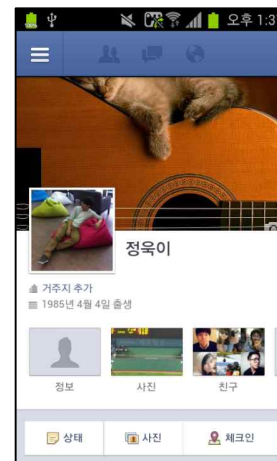 100%
오후 1:3
정욱이
거주지 추가
1985년 4월 4일 출생
정보
사진
친구
상태
사진
체크인